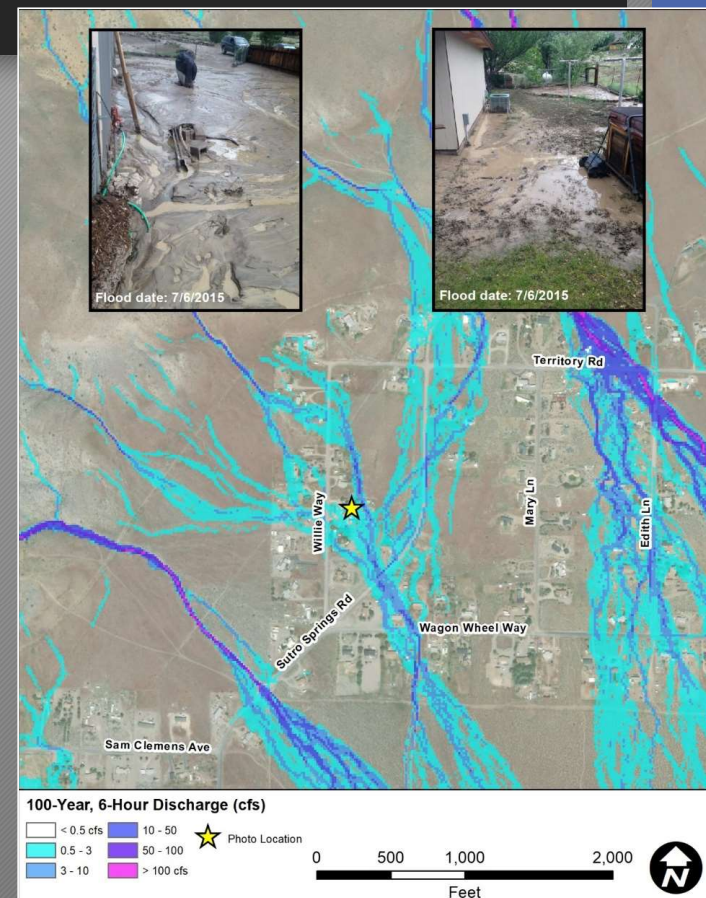 Flood date: 7/6/2015
Flood date: 7/6/2015
Territory Rd
Willie Way
Mary Ln
Edith Ln
Sutro Springs Rd
Wagon Wheel Way
Sam Clemens Ave
100-Year, 6-Hour Discharge (cfs)
< 0.5 cfs
0.5 - 3
3 - 10
10 - 50
50 - 100
> 100 cfs
Photo Location
0 500 1,000 2,000
Feet
N